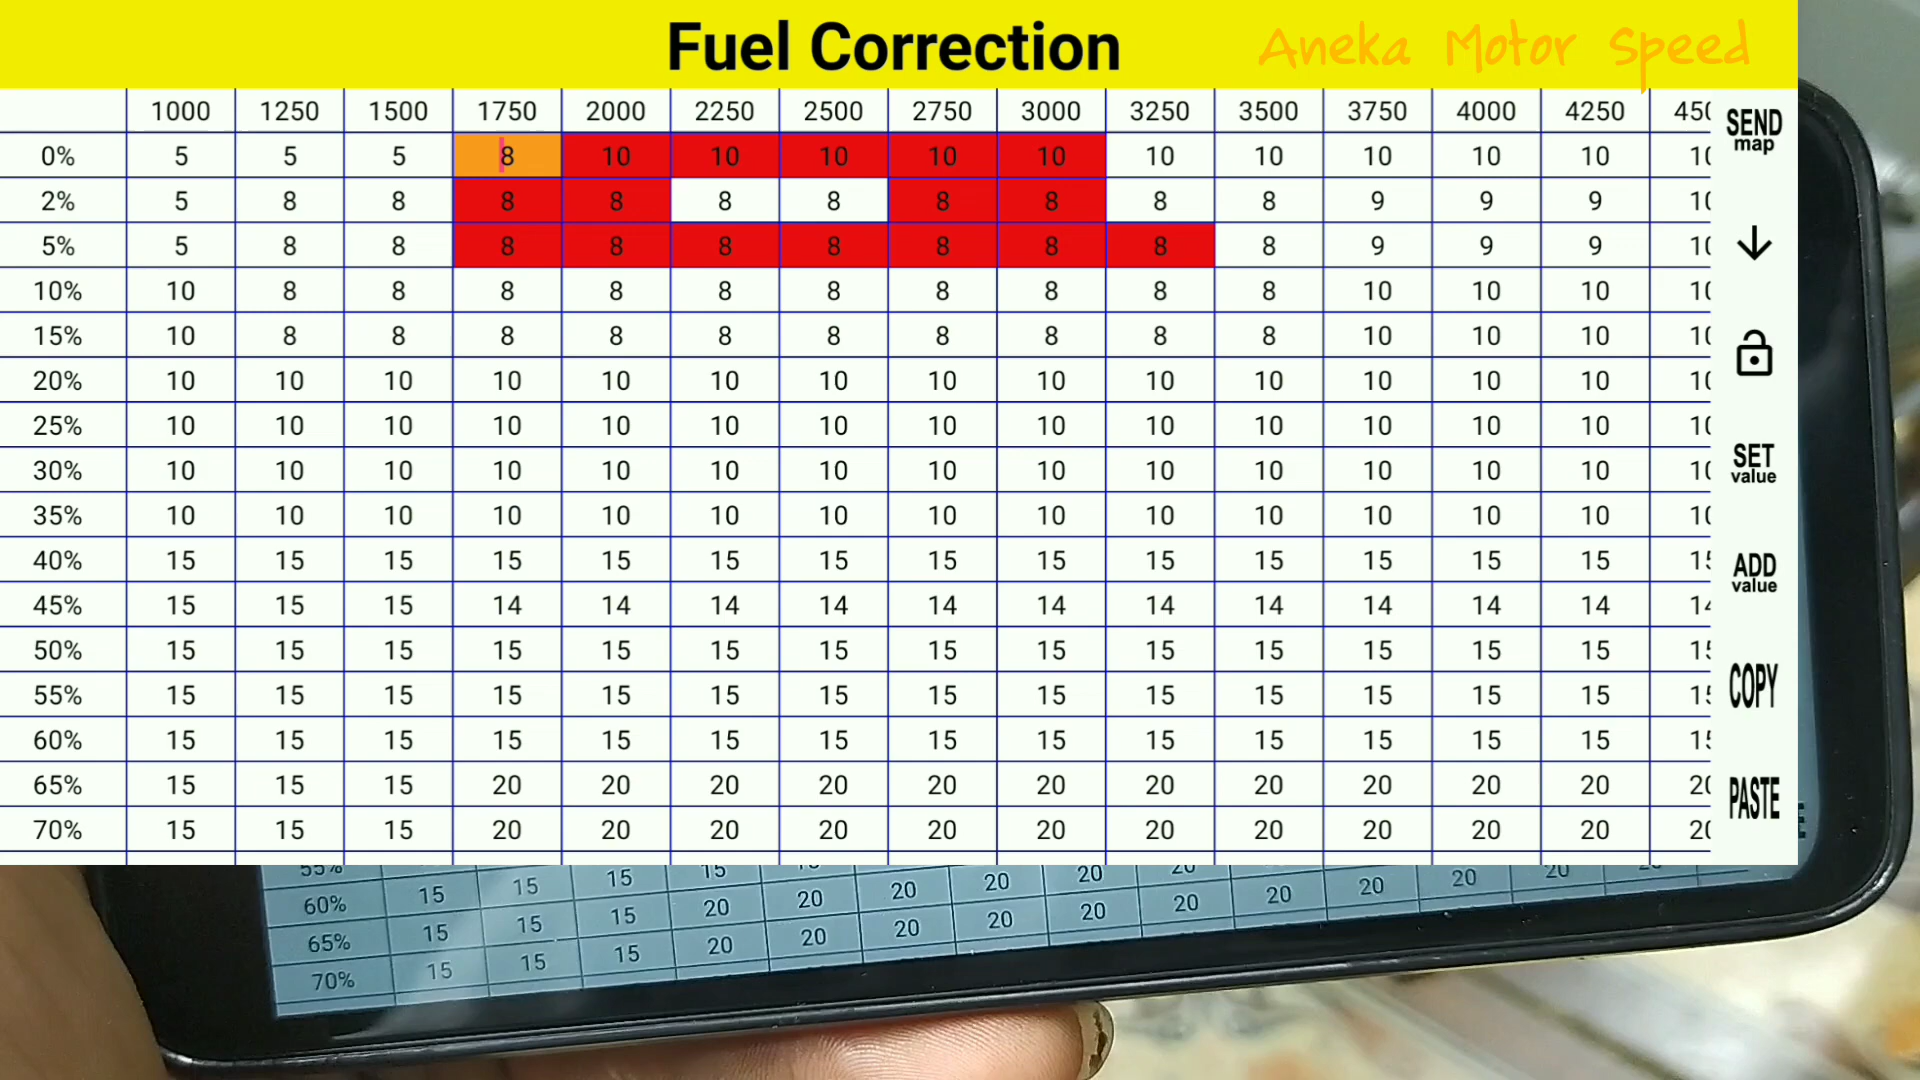 Fuel Correction
Aneka Motor Speed
1000 1250 1500 1750 2000 2250 2500 2750 3000 3250 3500 3750 4000 4250
0% 5 5 5 8 10 10 10 10 10 10 10 10 10 10
2% 5 8 8 8 8 8 8 8 8 8 8 9 9 9
5% 5 8 8 8 8 8 8 8 8 8 8 9 9 9
10% 10 8 8 8 8 8 8 8 8 8 8 10 10 10
15% 10 8 8 8 8 8 8 8 8 8 8 10 10 10
20% 10 10 10 10 10 10 10 10 10 10 10 10 10 10
25% 10 10 10 10 10 10 10 10 10 10 10 10 10 10
30% 10 10 10 10 10 10 10 10 10 10 10 10 10 10
35% 10 10 10 10 10 10 10 10 10 10 10 10 10 10
40% 15 15 15 15 15 15 15 15 15 15 15 15 15 15
45% 15 15 15 14 14 14 14 14 14 14 14 14 14 14
50% 15 15 15 15 15 15 15 15 15 15 15 15 15 15
55% 15 15 15 15 15 15 15 15 15 15 15 15 15 15
60% 15 15 15 15 15 15 15 15 15 15 15 15 15 15
65% 15 15 15 20 20 20 20 20 20 20 20 20 20 20
70% 15 15 15 20 20 20 20 20 20 20 20 20 20 20
SEND
map
SET
value
ADD
value
COPY
PASTE
60% 15 15 15 15
65% 15 15 15 20 20 20 20 20 20 20 20 20
70% 15 15 15 20 20 20 20 20 20 20